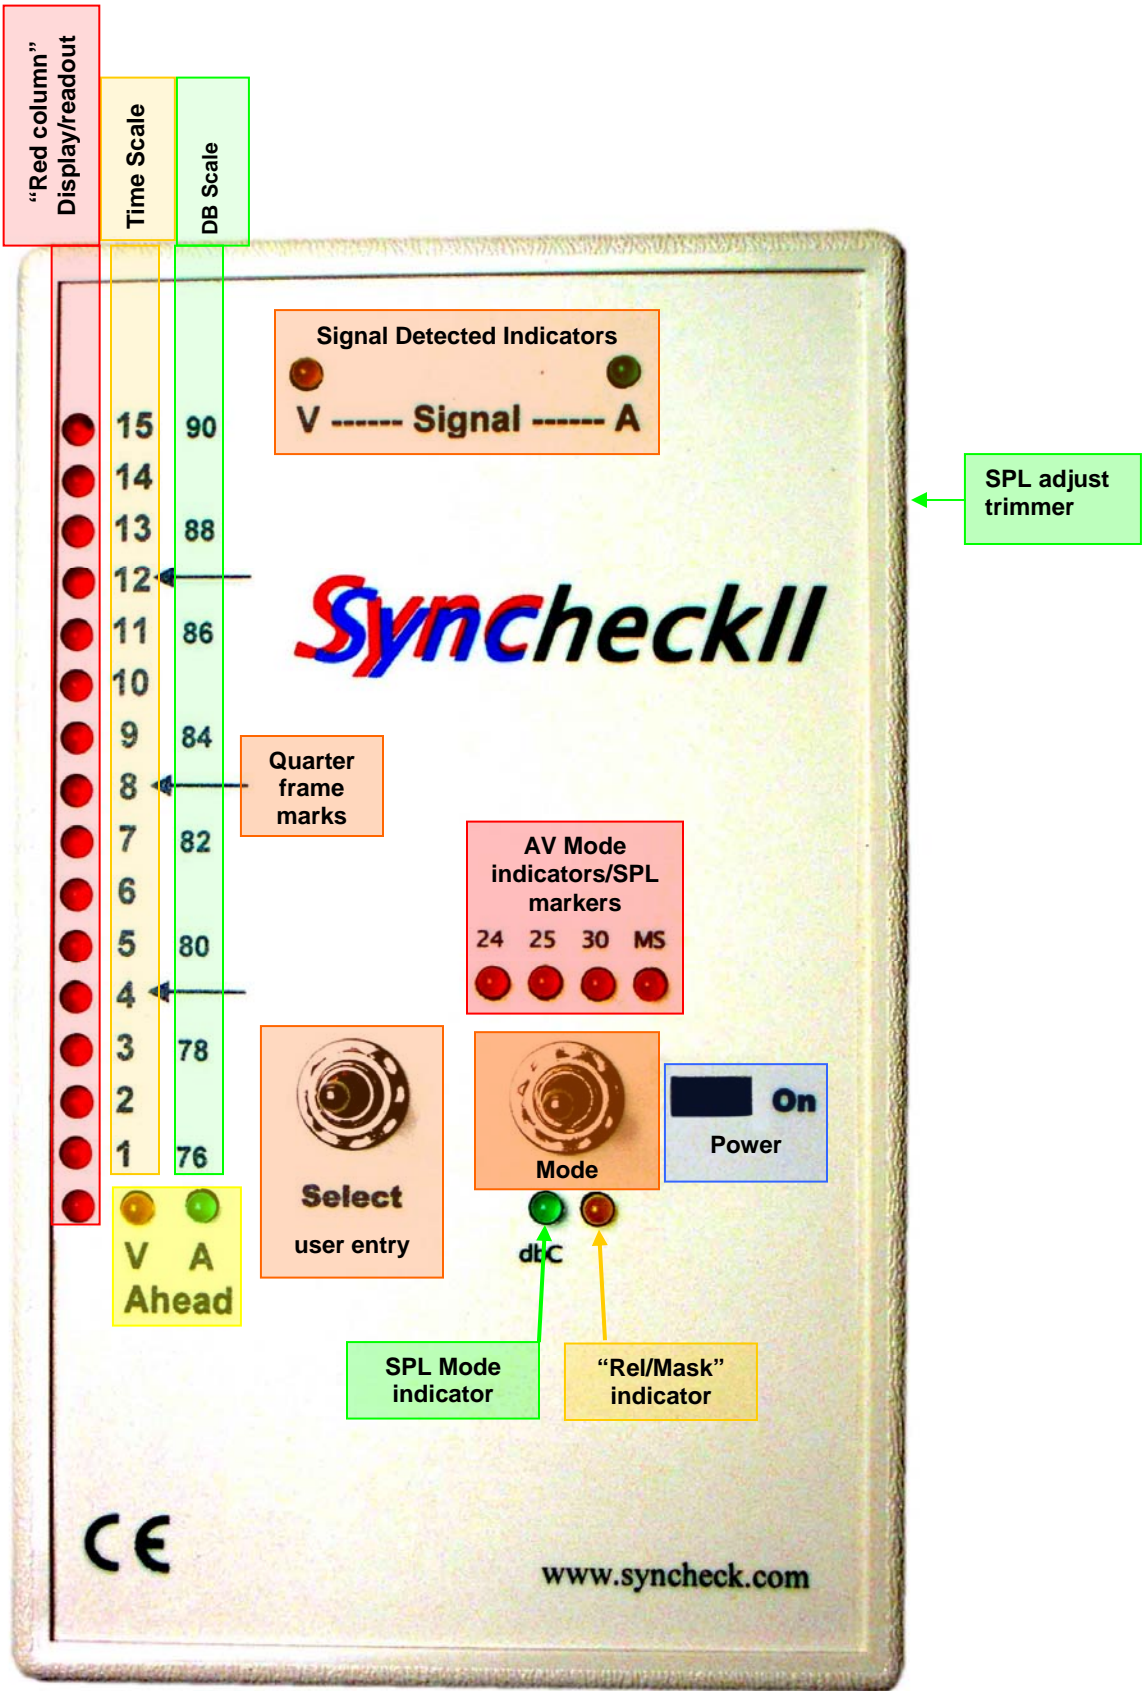 “Red column”
Display/readout
Time Scale
DB Scale
Signal Detected Indicators
V ------ Signal ------ A
15 90
14
13 88
12
11 86
10
9 84
8
7 82
6
5 80
4
3 78
2
1 76
V A
Ahead
SPL adjust
trimmer
SyncheckII
Quarter
frame
marks
AV Mode
indicators/SPL
markers
24 25 30 MS
Select
user entry
Mode
On
Power
dbC
SPL Mode
indicator
“Rel/Mask”
indicator
CE
www.syncheck.com